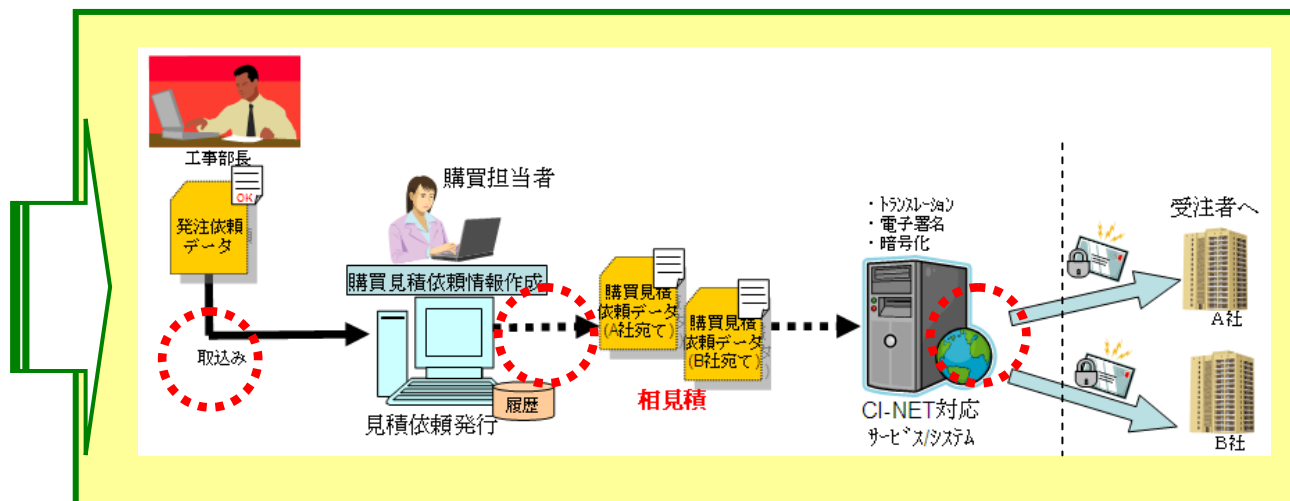 工事部長
OK
発注依頼
データ
取込み
購買担当者
購買見積依頼情報作成
履歴
見積依頼発行
購買見積
依頼データ
(A社宛て)
購買見積
依頼データ
(B社宛て)
相見積
・ﾄﾗﾝｽﾚｰｼｮﾝ
・電子署名
・暗号化
CI-NET対応
ｻｰﾋﾞｽ/ｼｽﾃﾑ
受注者へ
A社
B社